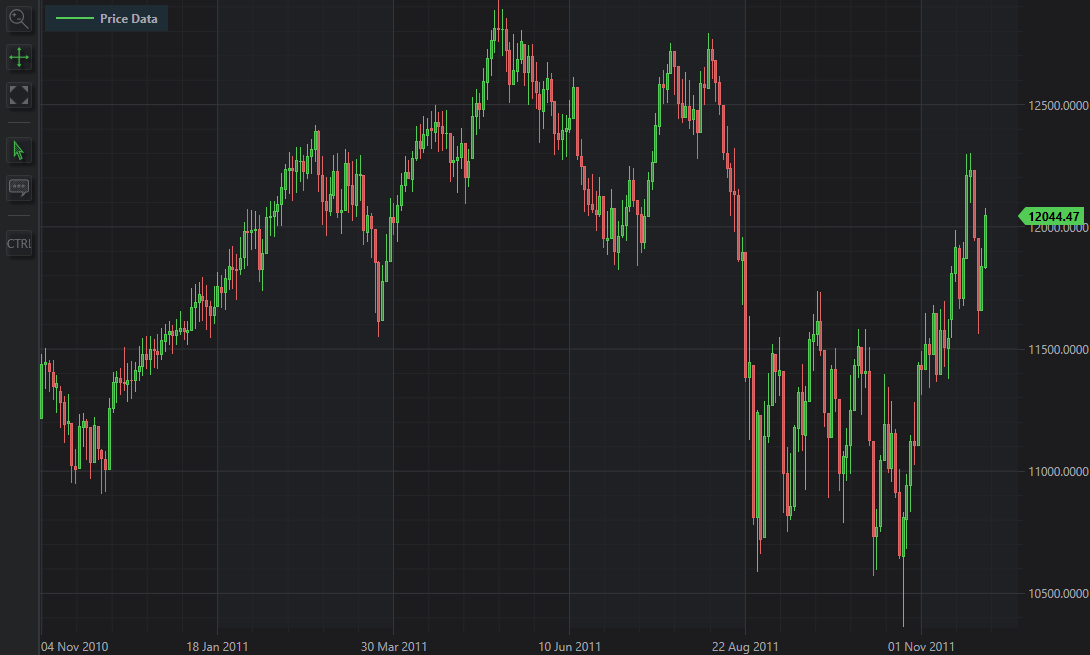 Price Data
CTRL
12500.0000
12044.47
12000.0000
11500.0000
11000.0000
10500.0000
04 Nov 2010 18 Jan 2011 30 Mar 2011 10 Jun 2011 22 Aug 2011 01 Nov 2011